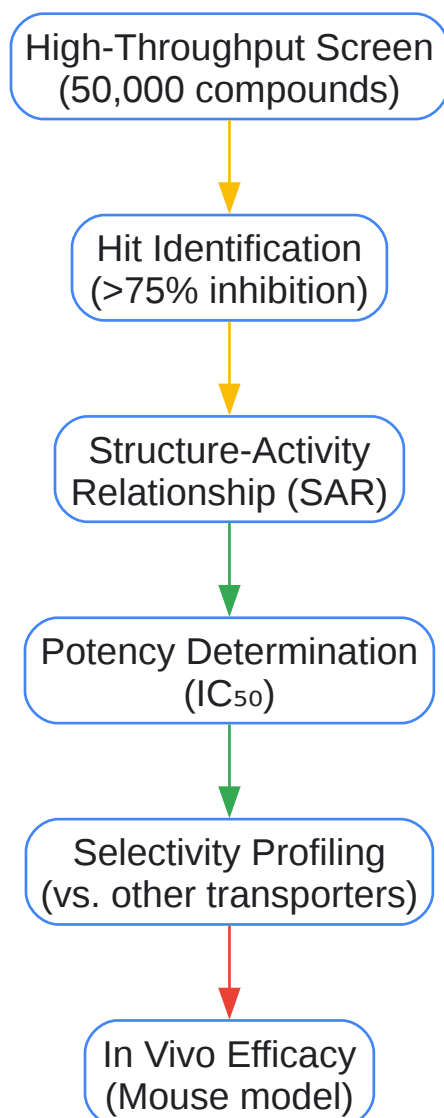 High-Throughput Screen
(50,000 compounds)
Hit Identification
(>75% inhibition)
Structure-Activity
Relationship (SAR)
Potency Determination
(IC₅₀)
Selectivity Profiling
(vs. other transporters)
In Vivo Efficacy
(Mouse model)